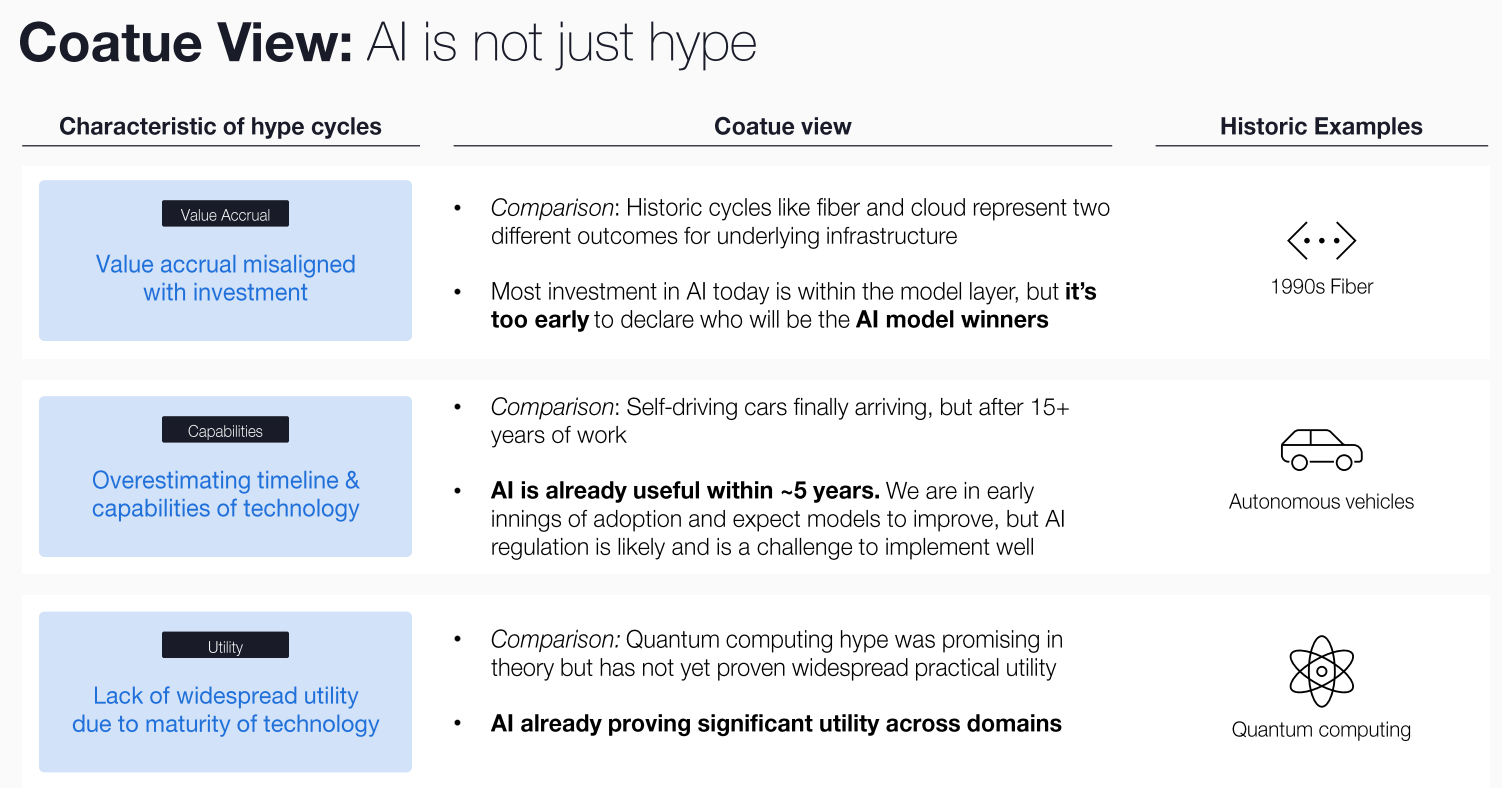 Coatue View: AI is not just hype
Characteristic of hype cycles
Coatue view
Historic Examples
Value Accrual
Value accrual misaligned
with investment
• Comparison: Historic cycles like fiber and cloud represent two
different outcomes for underlying infrastructure
• Most investment in AI today is within the model layer, but it’s
too early to declare who will be the AI model winners
1990s Fiber
Capabilities
Overestimating timeline &
capabilities of technology
• Comparison: Self-driving cars finally arriving, but after 15+
years of work
• AI is already useful within ~5 years. We are in early
innings of adoption and expect models to improve, but AI
regulation is likely and is a challenge to implement well
Autonomous vehicles
Utility
Lack of widespread utility
due to maturity of technology
• Comparison: Quantum computing hype was promising in
theory but has not yet proven widespread practical utility
• AI already proving significant utility across domains
Quantum computing